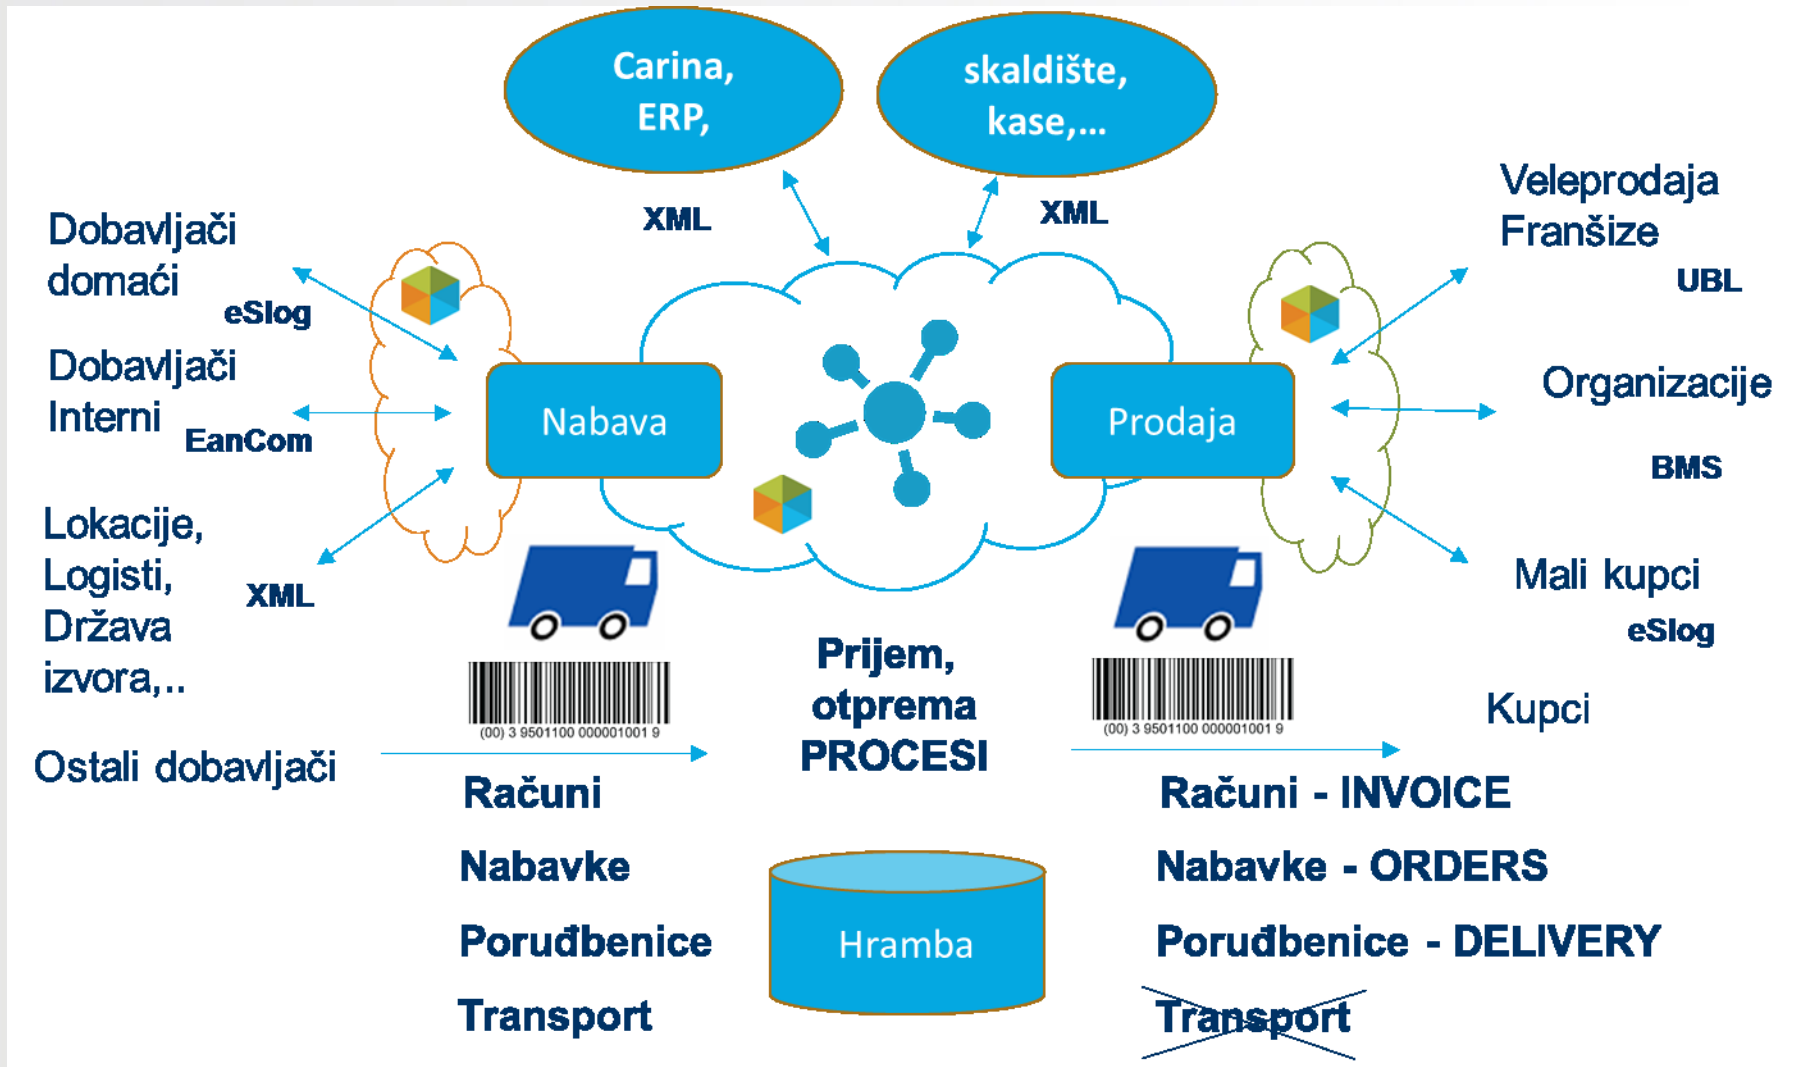 Carina,
ERP,
skaldište,
kase,...
XML
XML
Dobavljači
domaći
eSlog
Dobavljači
Interni
EanCom
Lokacije,
Logisti,
Država
izvora,..
XML
Ostali dobavljači
Nabava
Prodaja
Veleprodaja
Franšize
UBL
Organizacije
BMS
Mali kupci
eSlog
Kupci
(00) 3 9501100 000001001 9
Prijem,
otprema
PROCESI
(00) 3 9501100 000001001 9
Računi
Nabavke
Poruđbenice
Transport
Hramba
Računi - INVOICE
Nabavke - ORDERS
Poruđbenice - DELIVERY
Transport